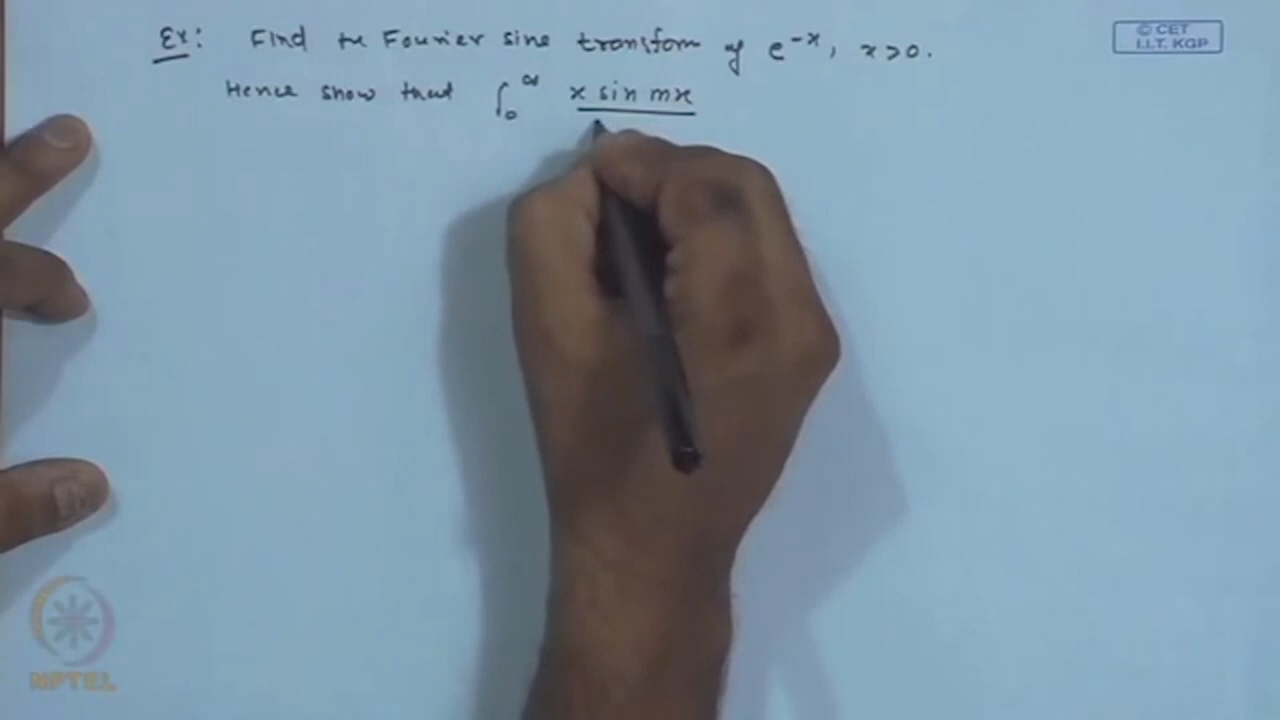 Ex: Find the Fourier sine transform of e^{-x}, x>0.
© CET
I.I.T. KGP
Hence show that ∫_0^∞ x sin mx
NPTEL